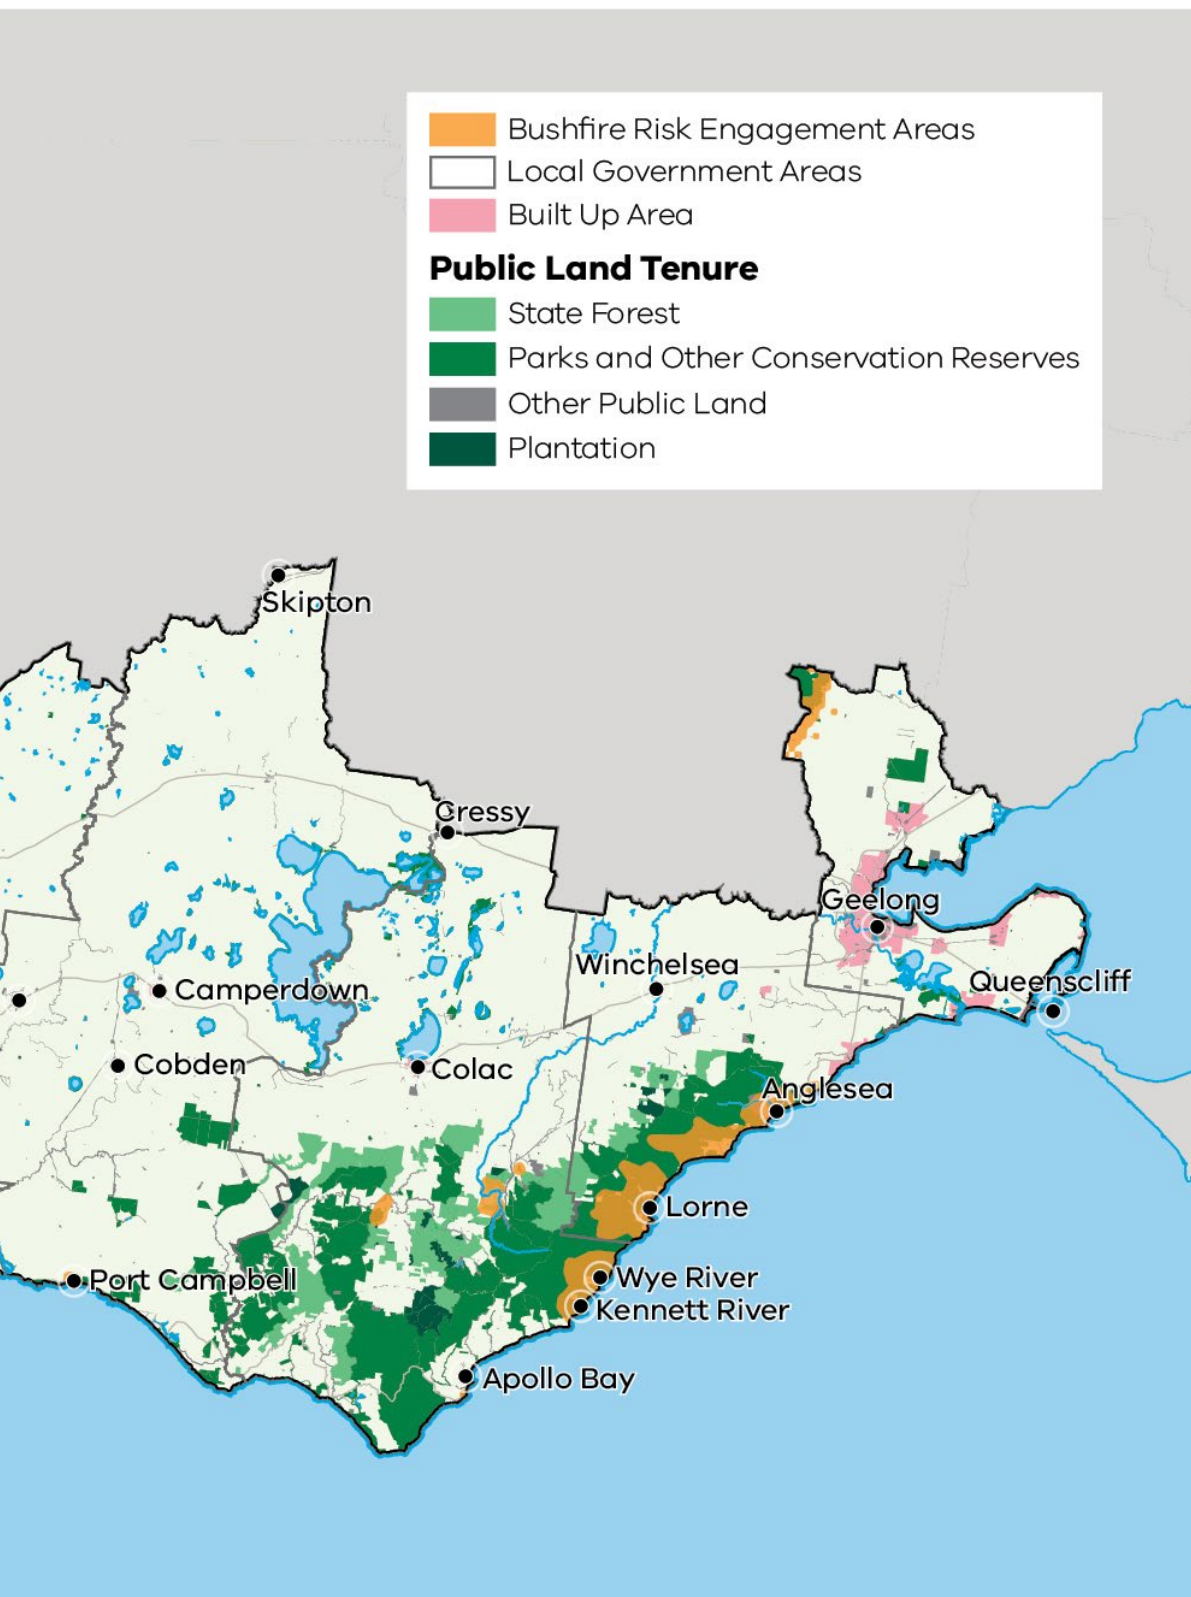 Bushfire Risk Engagement Areas
Local Government Areas
Built Up Area
Public Land Tenure
State Forest
Parks and Other Conservation Reserves
Other Public Land
Plantation
Skipton
Cressy
Geelong
Winchelsea
Queenscliff
Camperdown
Cobden
Colac
Anglesea
Lorne
Wye River
Port Campbell
Kennett River
Apollo Bay